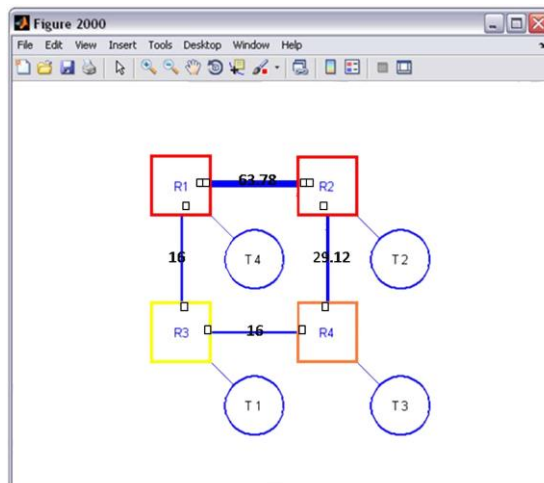 Figure 2000
File Edit View Insert Tools Desktop Window Help
R1 63.78 R2
16 T 4 29.12 T 2
R3 16 R4
T 1 T 3